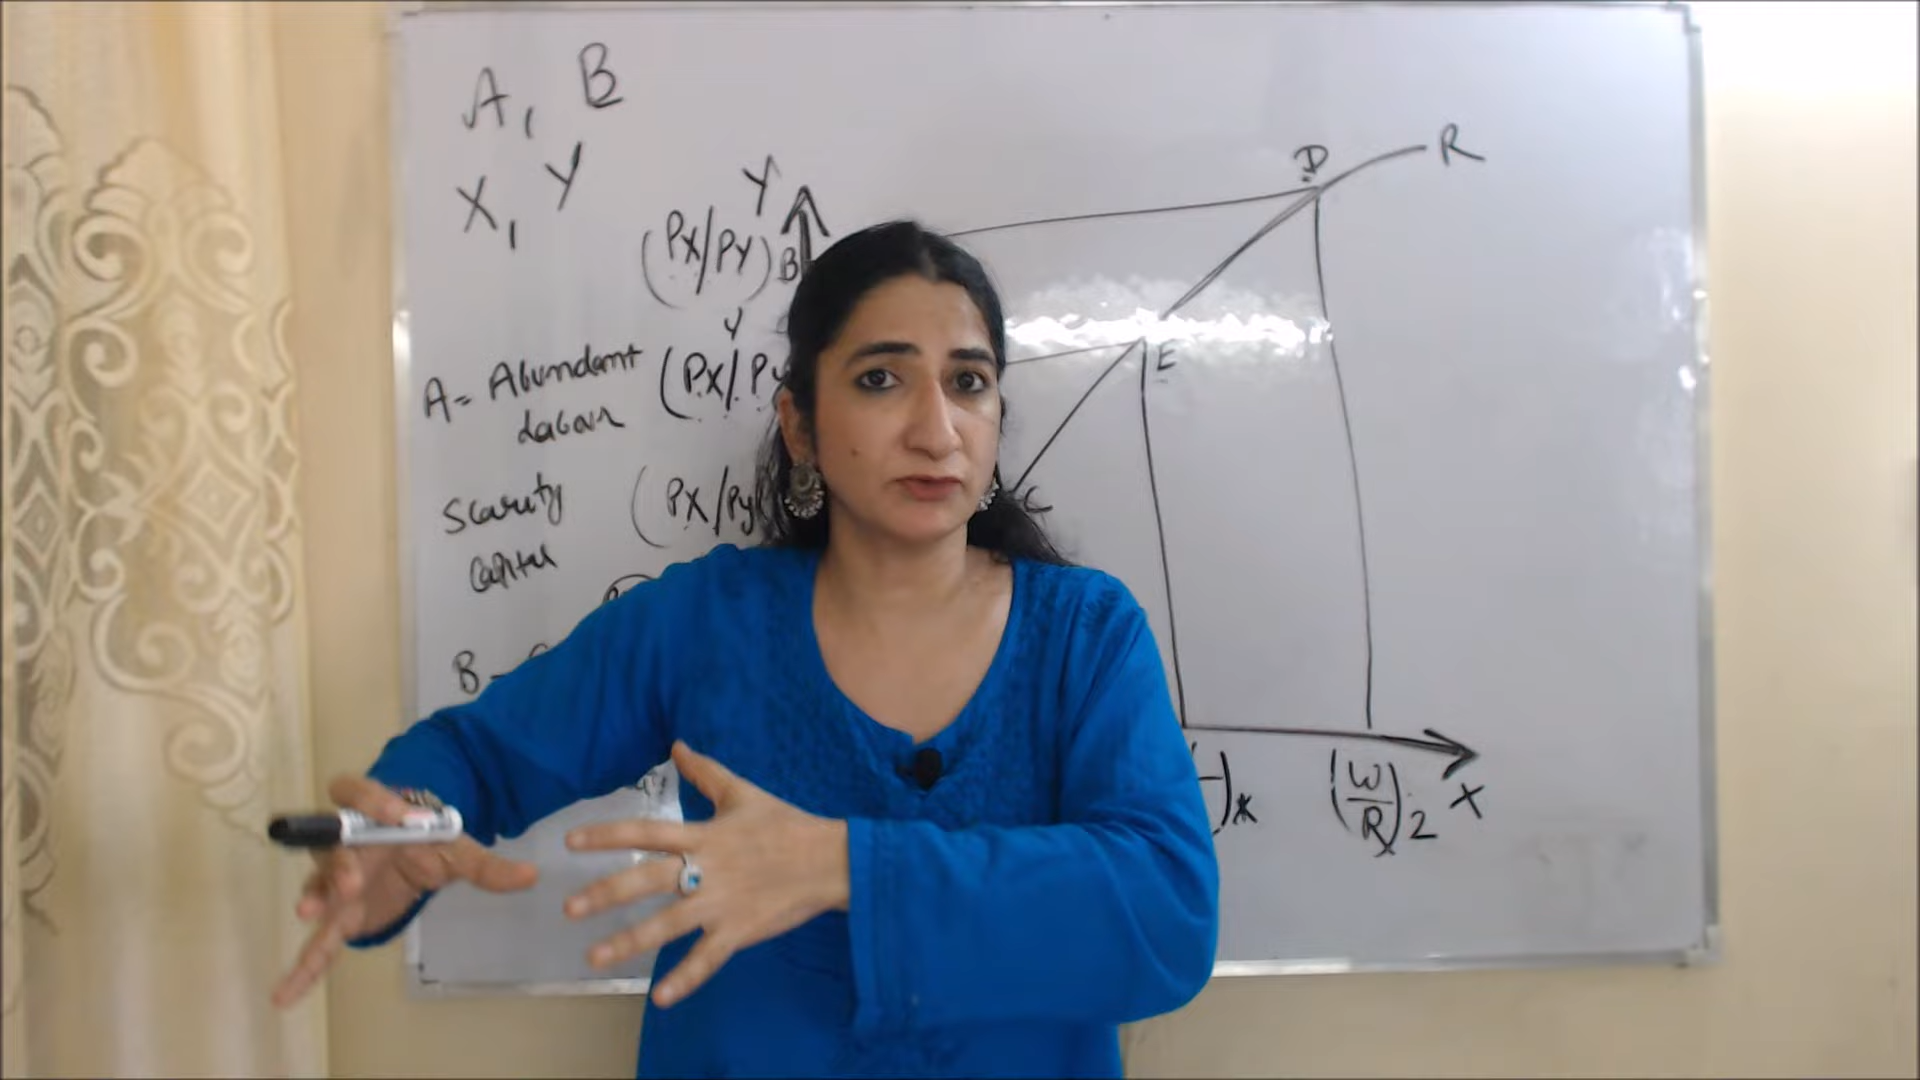 A, B
X, Y
Y
(PX/PY) B
Y
A = Abundant (PX/Py
Labour
Scarcity (PX/Py
Capital
B -
D
R
E
C
)*
(W/R)2 X